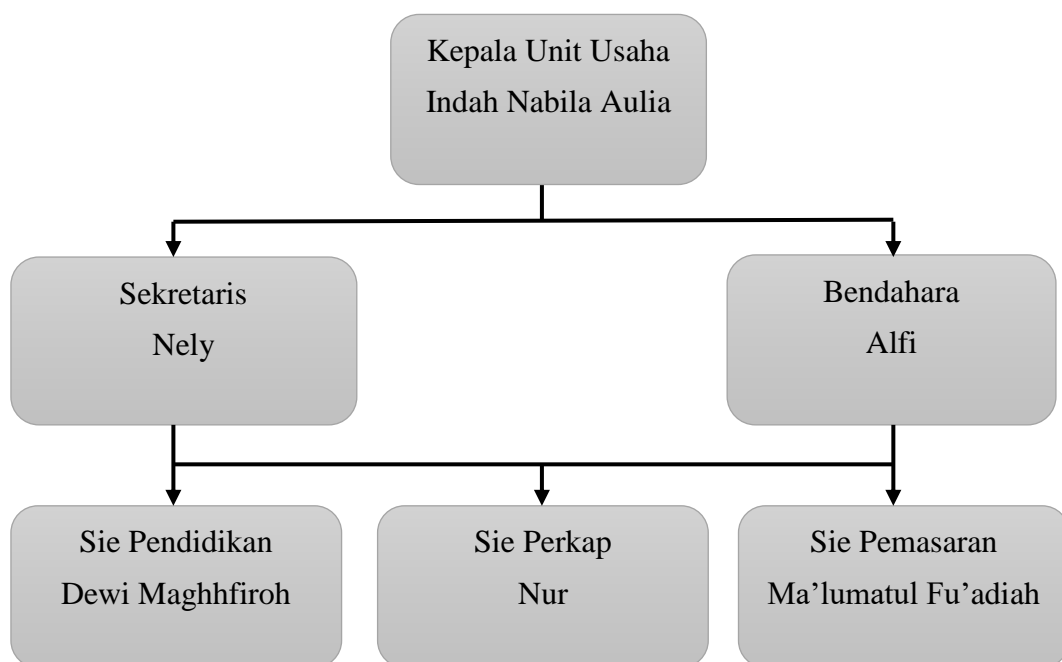 Kepala Unit Usaha
Indah Nabila Aulia
Sekretaris
Nely
Bendahara
Alfi
Sie Pendidikan
Dewi Maghhfiroh
Sie Perkap
Nur
Sie Pemasaran
Ma’lumatul Fu’adiah